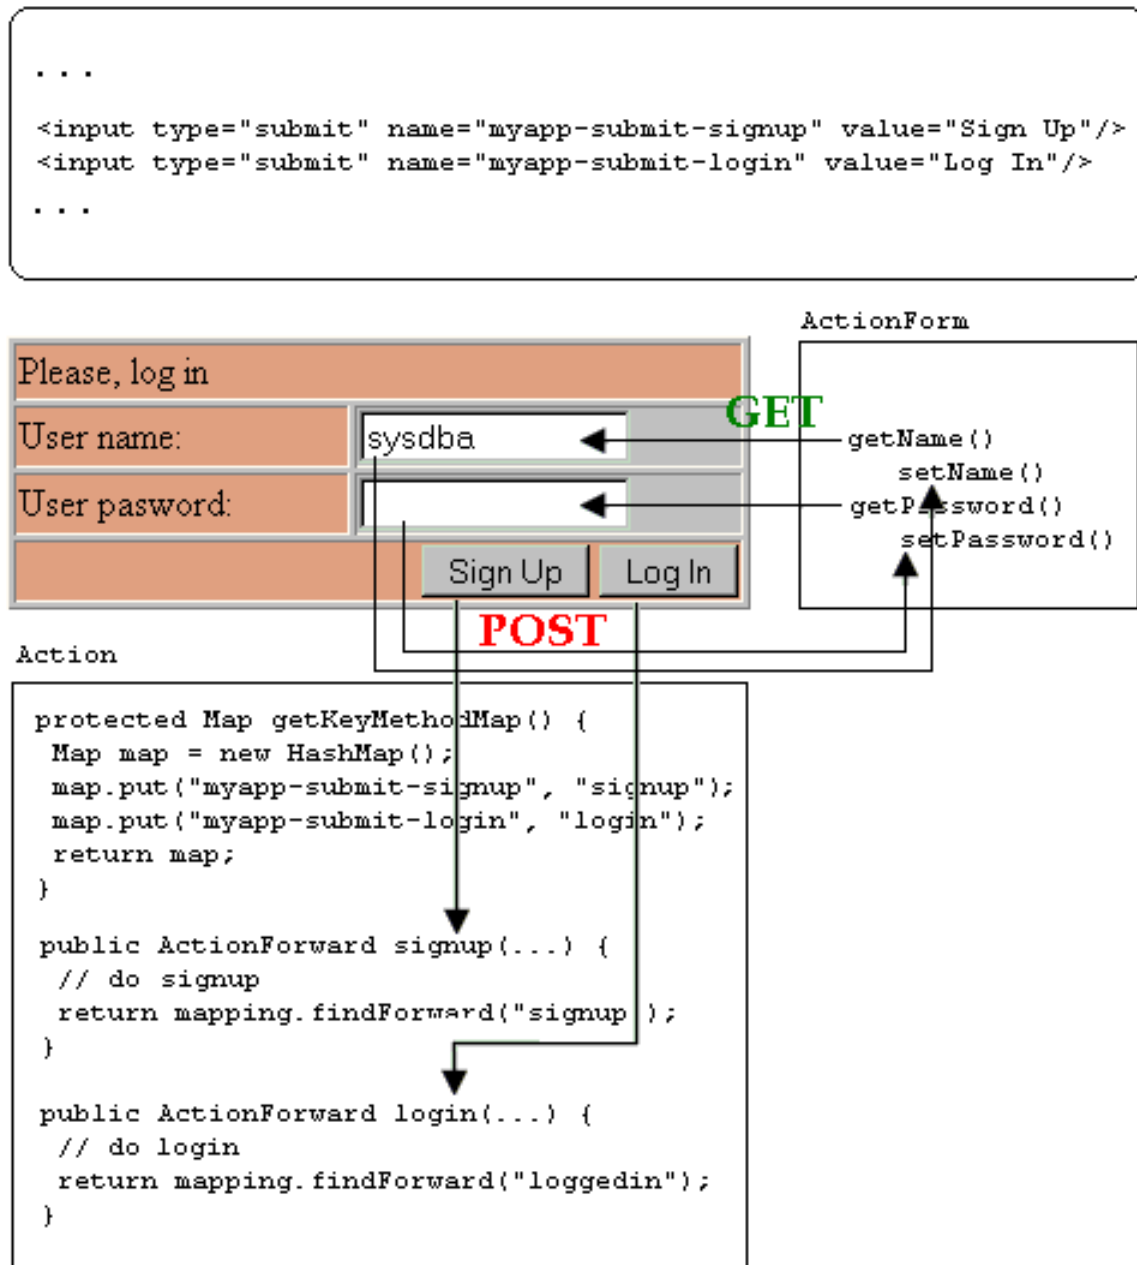 . . .
<input type="submit" name="myapp-submit-signup" value="Sign Up"/>
<input type="submit" name="myapp-submit-login" value="Log In"/>
. . .
ActionForm
Please, log in
GET
User name:
sysdba
getName()
setName()
User pasword:
getPassword()
setPassword()
Sign Up
Log In
POST
Action
protected Map getKeyMethodMap() {
Map map = new HashMap();
map.put("myapp-submit-signup", "signup");
map.put("myapp-submit-login", "login");
return map;
}
public ActionForward signup(...) {
// do signup
return mapping.findForward("signup");
}
public ActionForward login(...) {
// do login
return mapping.findForward("loggedin");
}